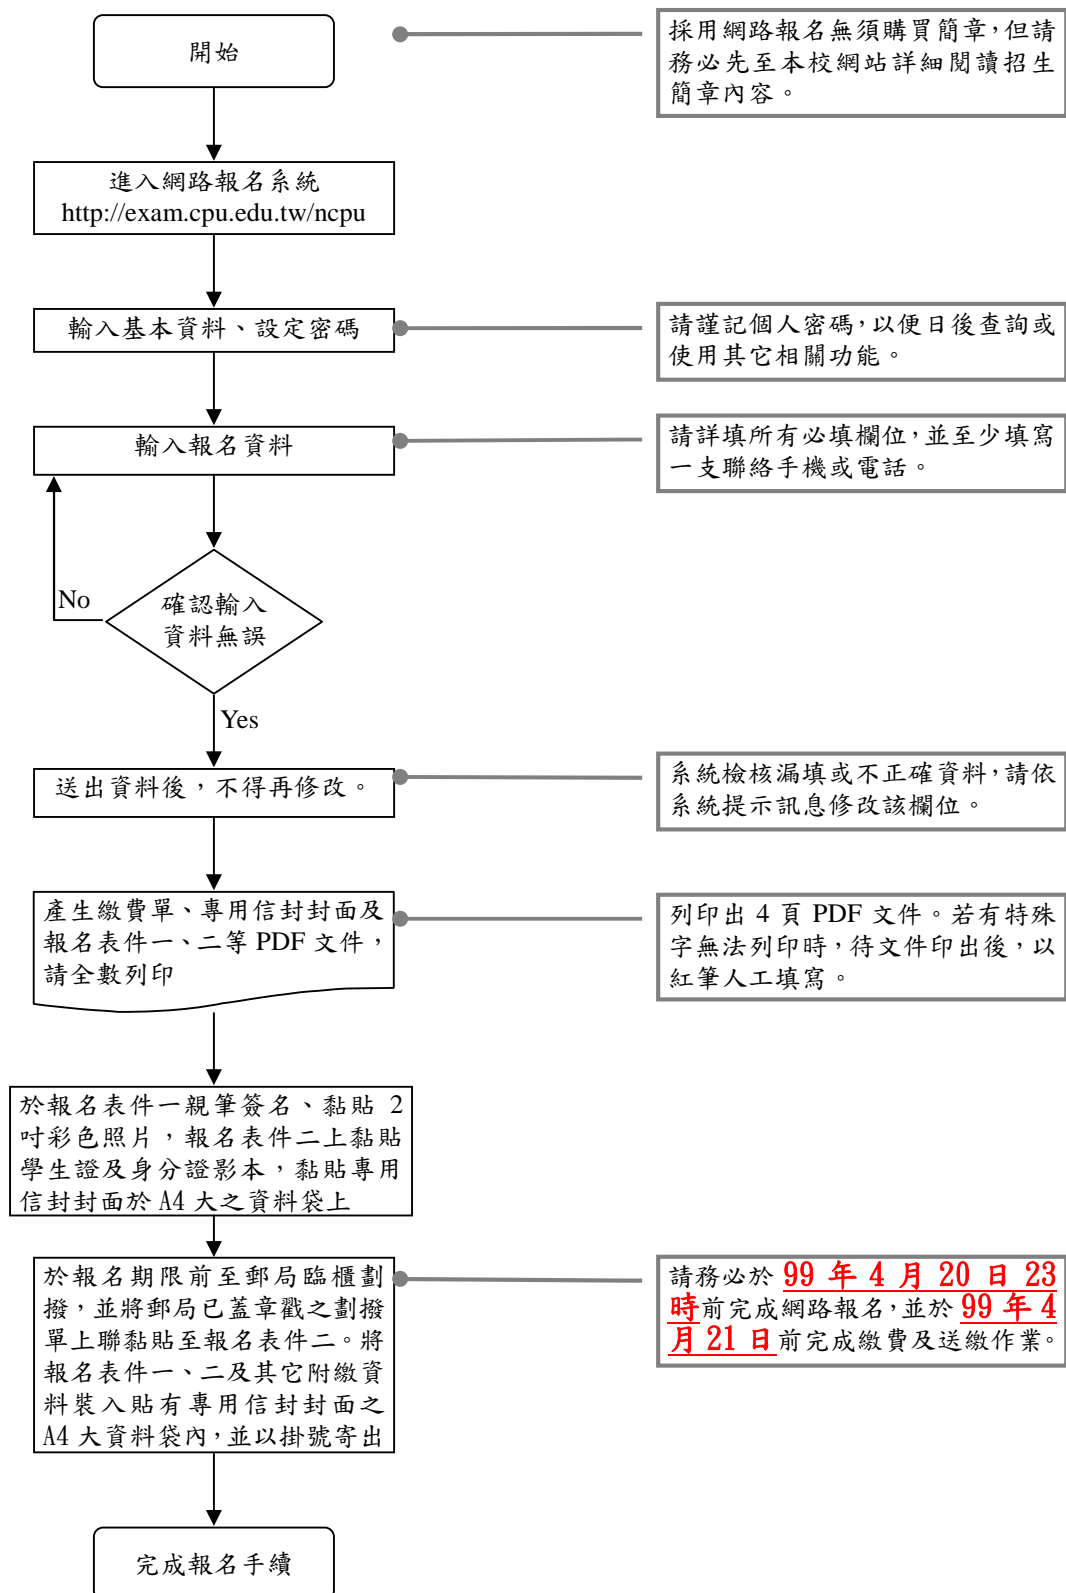 開始
採用網路報名無須購買簡章,但請
務必先至本校網站詳細閱讀招生
簡章內容。
進入網路報名系統
http://exam.cpu.edu.tw/ncpu
輸入基本資料、設定密碼
請謹記個人密碼,以便日後查詢或
使用其它相關功能。
輸入報名資料
請詳填所有必填欄位,並至少填寫
一支聯絡手機或電話。
No
確認輸入
資料無誤
Yes
送出資料後,不得再修改。
系統檢核漏填或不正確資料,請依
系統提示訊息修改該欄位。
產生繳費單、專用信封封面及
報名表件一、二等 PDF 文件,
請全數列印
列印出 4 頁 PDF 文件。若有特殊
字無法列印時,待文件印出後,以
紅筆人工填寫。
於報名表件一親筆簽名、黏貼 2
吋彩色照片,報名表件二上黏貼
學生證及身分證影本,黏貼專用
信封封面於 A4 大之資料袋上
於報名期限前至郵局臨櫃劃
撥,並將郵局已蓋章戳之劃撥
單上聯黏貼至報名表件二。將
報名表件一、二及其它附繳資
料裝入貼有專用信封封面之
A4 大資料袋內,並以掛號寄出
請務必於 99 年 4 月 20 日 23
時前完成網路報名,並於 99 年 4
月 21 日前完成繳費及送繳作業。
完成報名手續